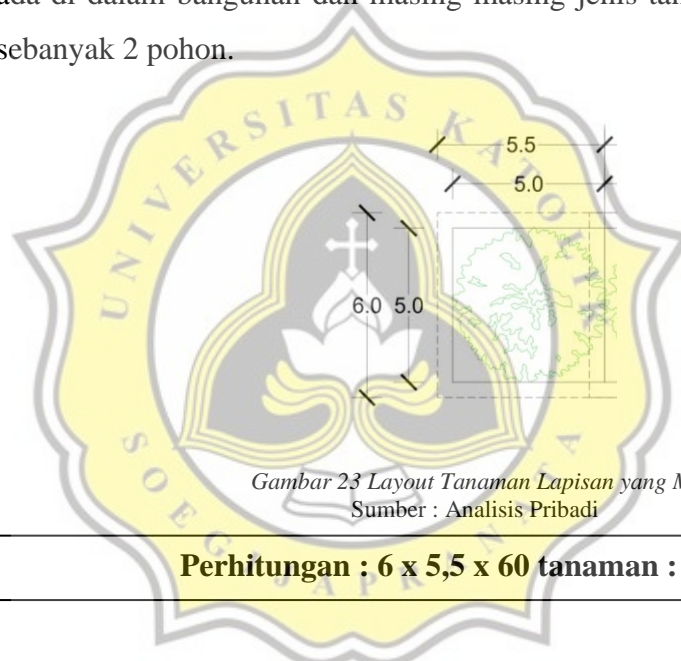 ada di dalam bangunan dan masing masing jenis
sebanyak 2 pohon.
UNIVERSITAS KATOLIK
5.5
5.0
6.0 5.0
SOEGIJAPRANATA
Gambar 23 Layout Tanaman Lapisan yang
Sumber : Analisis Pribadi
Perhitungan : 6 x 5,5 x 60 tanaman :